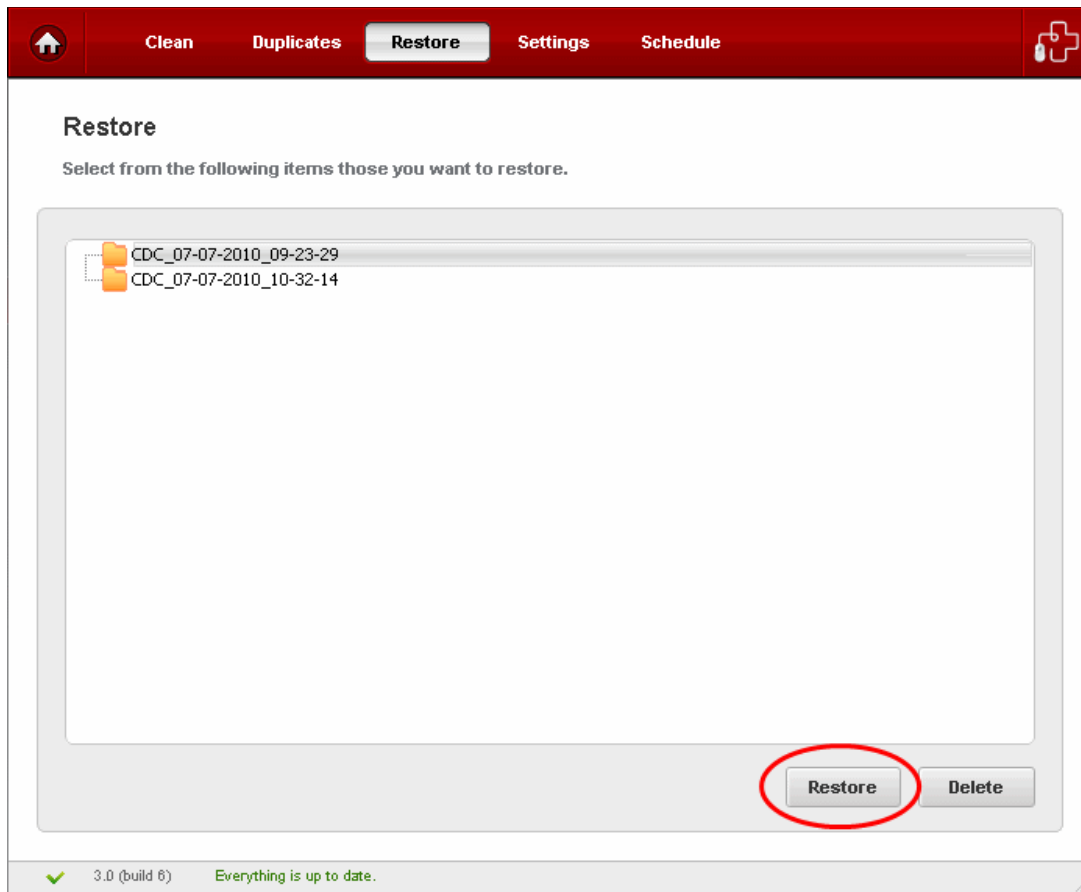 Clean Duplicates Restore Settings Schedule
Restore
Select from the following items those you want to restore.
CDC_07-07-2010_09-23-29
CDC_07-07-2010_10-32-14
Restore Delete
3.0 (build 6) Everything is up to date.